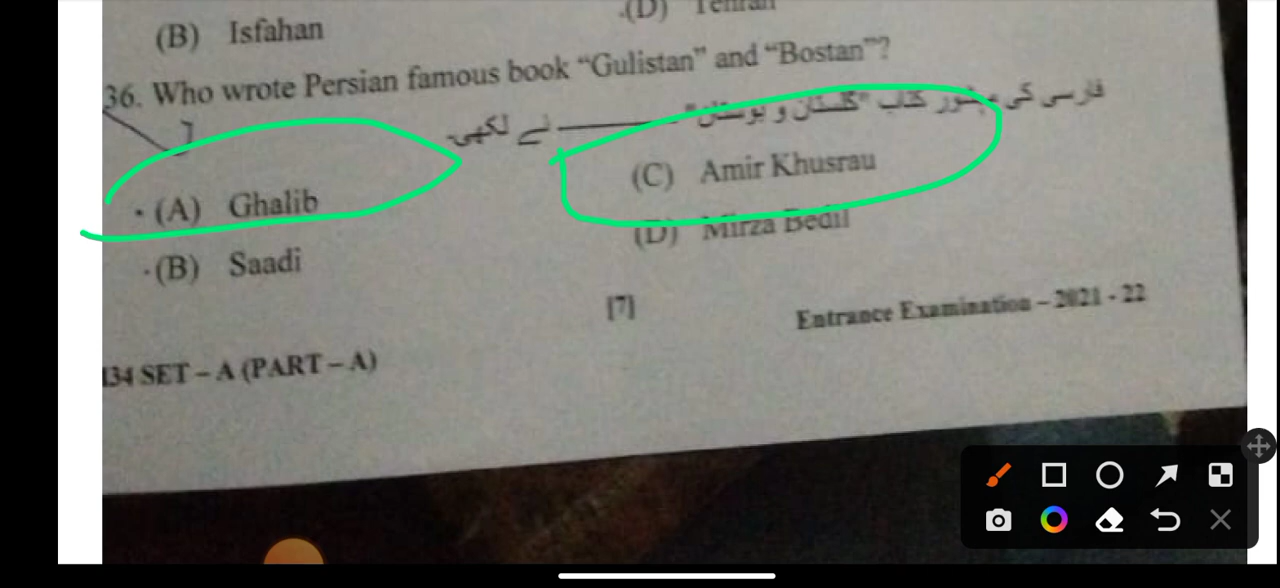 (B) Isfahan
(D) Tehran
36. Who wrote Persian famous book “Gulistan” and “Bostan”?
فارسی کی مشہور کتاب "گلستان و بوستان" ______ نے لکھی۔
(A) Ghalib
(C) Amir Khusrau
(B) Saadi
(D) Mirza Bedil
[7]
Entrance Examination – 2021 - 22
134 SET – A (PART – A)